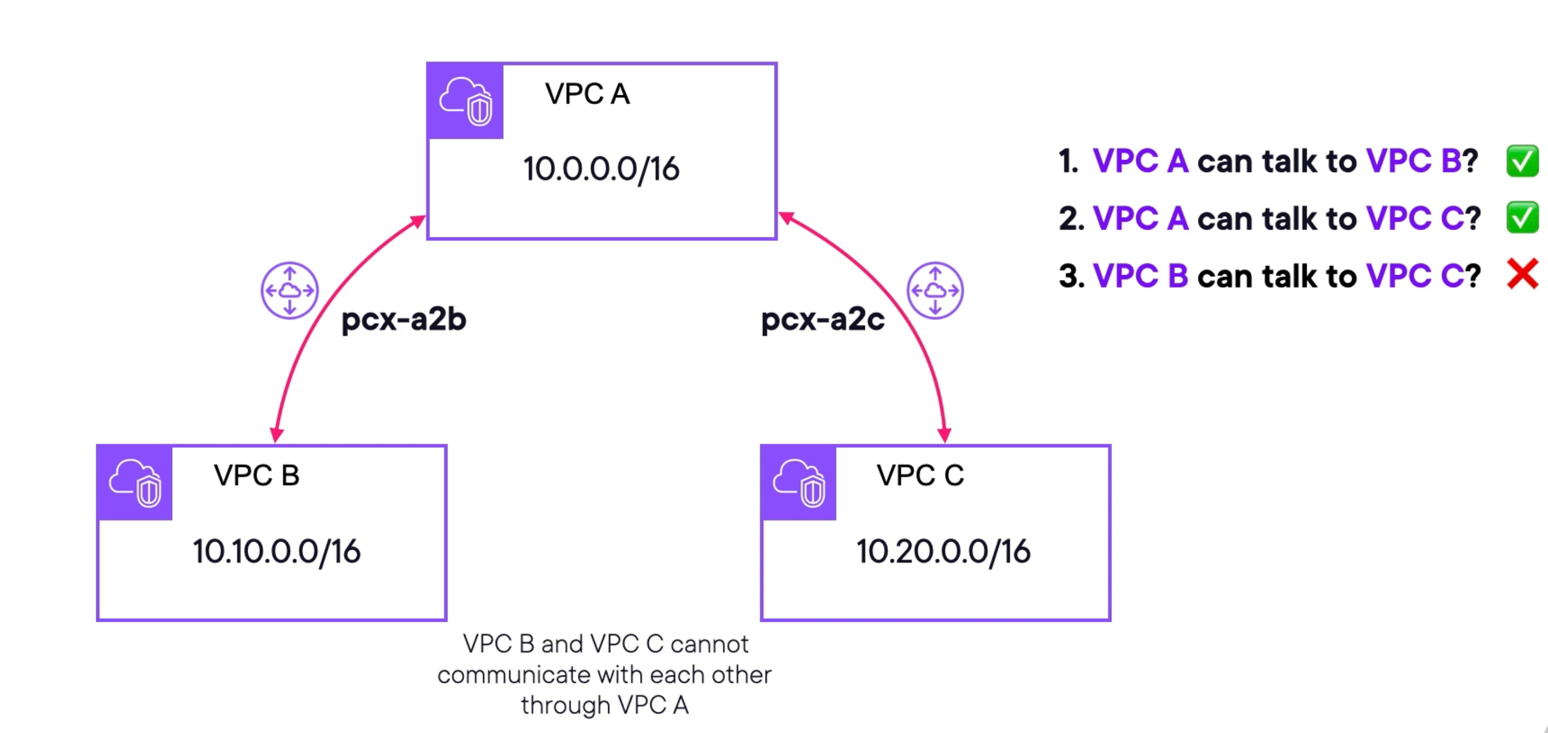 VPC A
10.0.0.0/16
1. VPC A can talk to VPC B? ✅
2. VPC A can talk to VPC C? ✅
3. VPC B can talk to VPC C? ❌
pcx-a2b
pcx-a2c
VPC B
10.10.0.0/16
VPC C
10.20.0.0/16
VPC B and VPC C cannot
communicate with each other
through VPC A